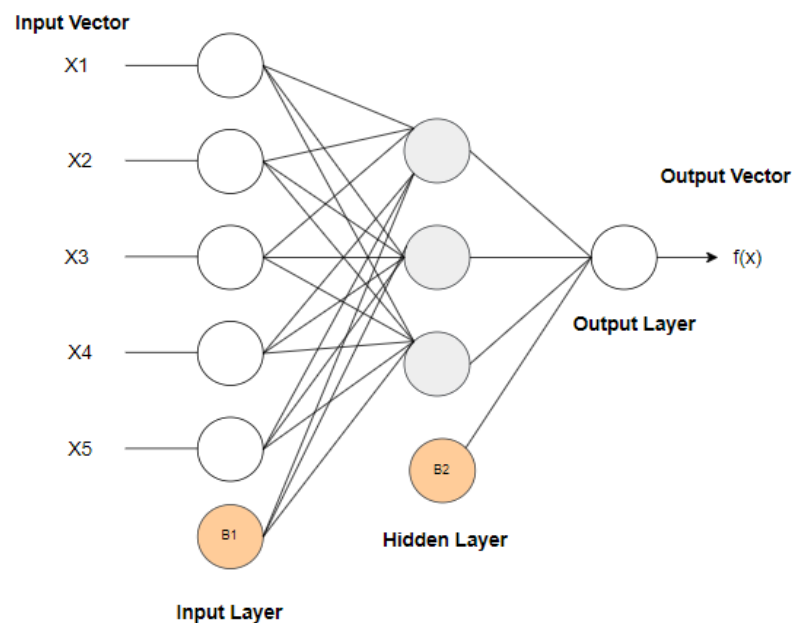 Input Vector
X1
X2
Output Vector
X3
f(x)
Output Layer
X4
X5
B2
B1
Hidden Layer
Input Layer